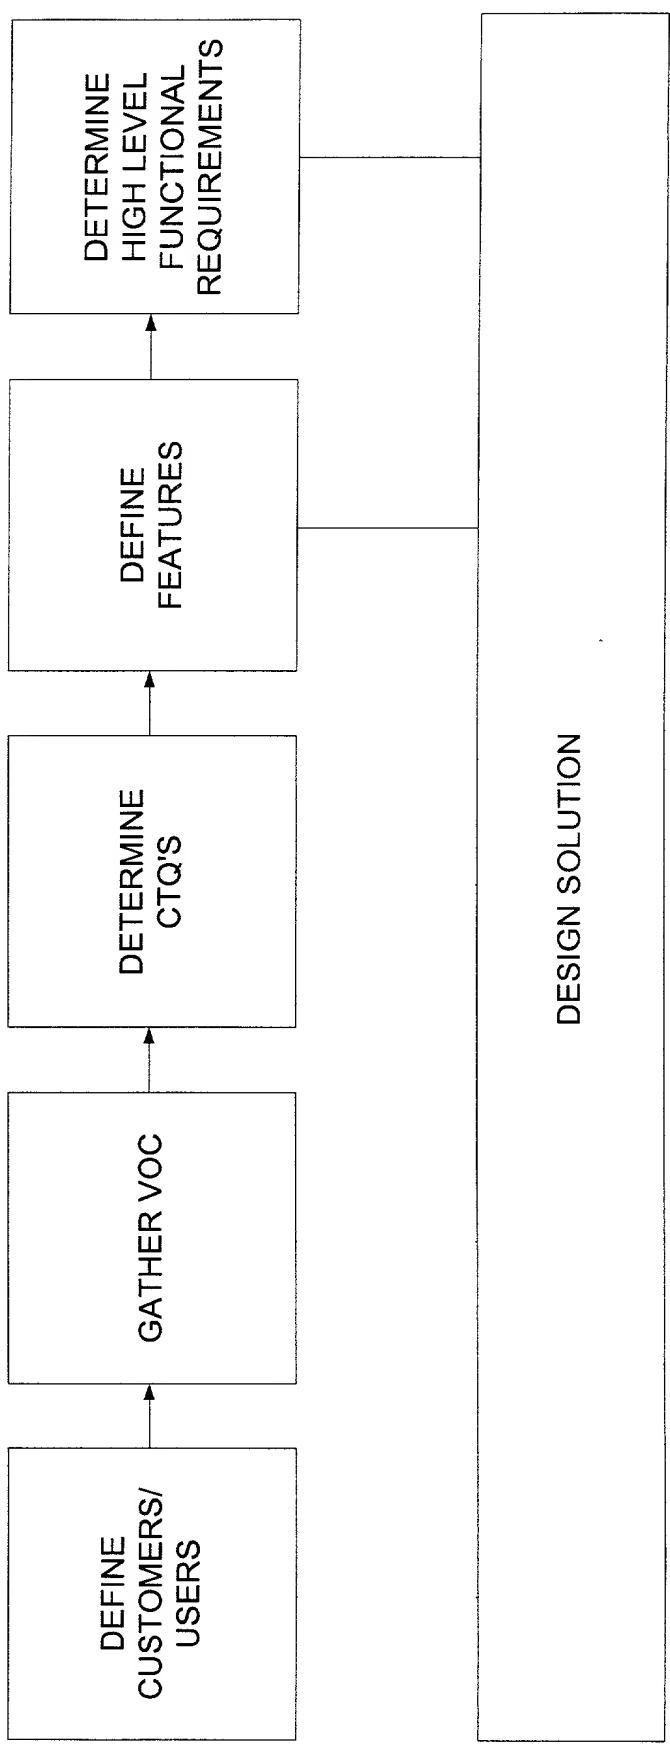 DEFINE
CUSTOMERS/
USERS
GATHER VOC
DETERMINE
CTQ'S
DEFINE
FEATURES
DETERMINE
HIGH LEVEL
FUNCTIONAL
REQUIREMENTS
DESIGN SOLUTION